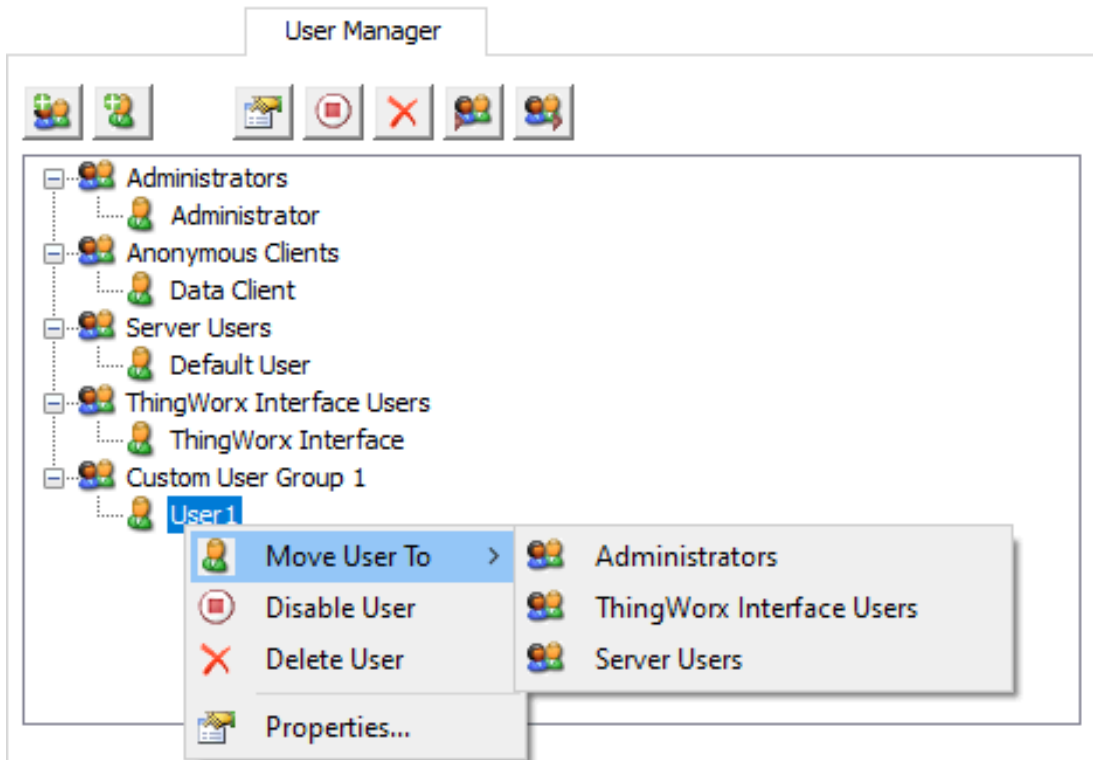 User Manager
Administrators
Administrator
Anonymous Clients
Data Client
Server Users
Default User
ThingWorx Interface Users
ThingWorx Interface
Custom User Group 1
User1
Move User To
Administrators
Disable User
ThingWorx Interface Users
Delete User
Server Users
Properties...